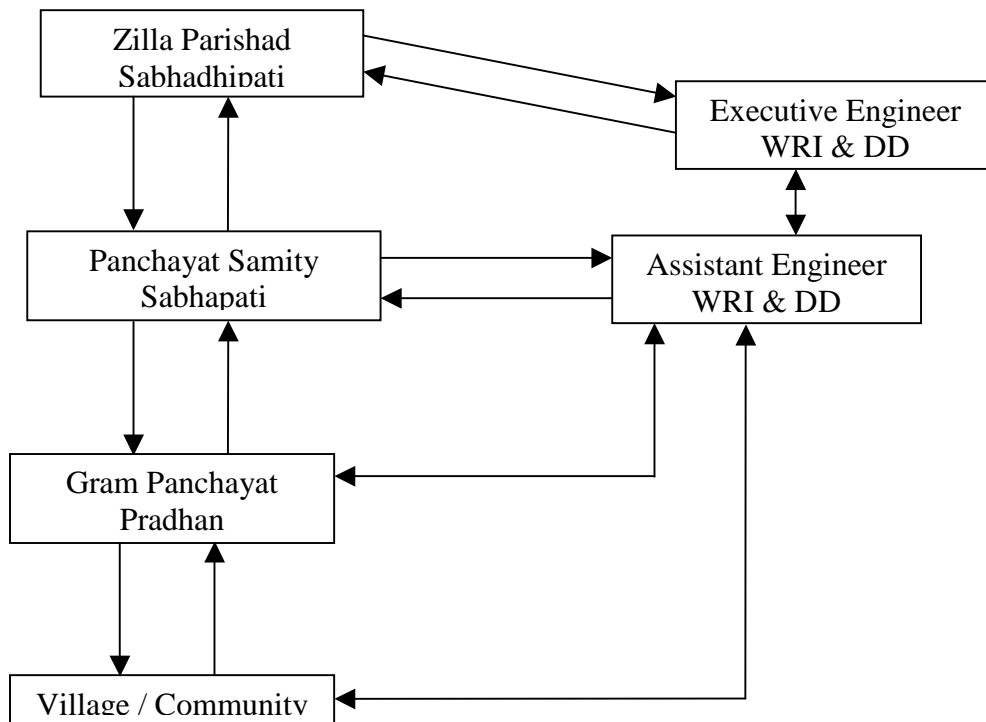 Zilla Parishad
Sabhadhipati
Executive Engineer
WRI & DD
Panchayat Samity
Sabhapati
Assistant Engineer
WRI & DD
Gram Panchayat
Pradhan
Village / Community